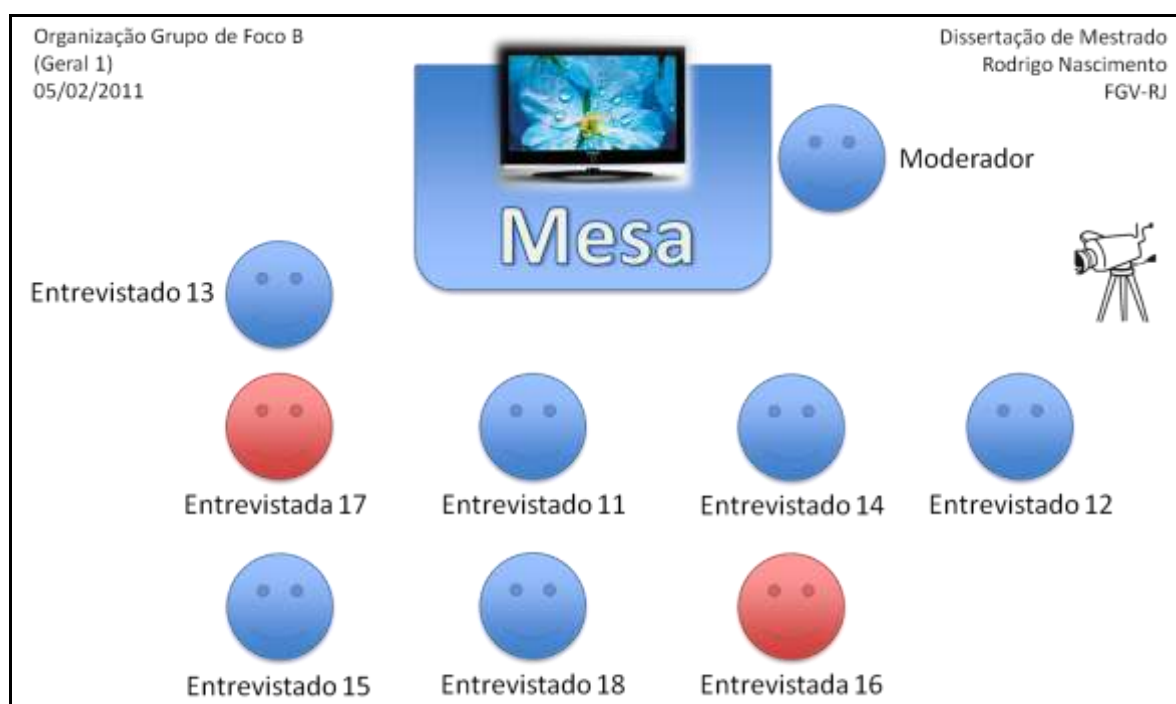 Organização Grupo de Foco B
(Geral 1)
05/02/2011
Dissertação de Mestrado
Rodrigo Nascimento
FGV-RJ
Moderador
Mesa
Entrevistado 13
Entrevistada 17
Entrevistado 11
Entrevistado 14
Entrevistado 12
Entrevistado 15
Entrevistado 18
Entrevistada 16